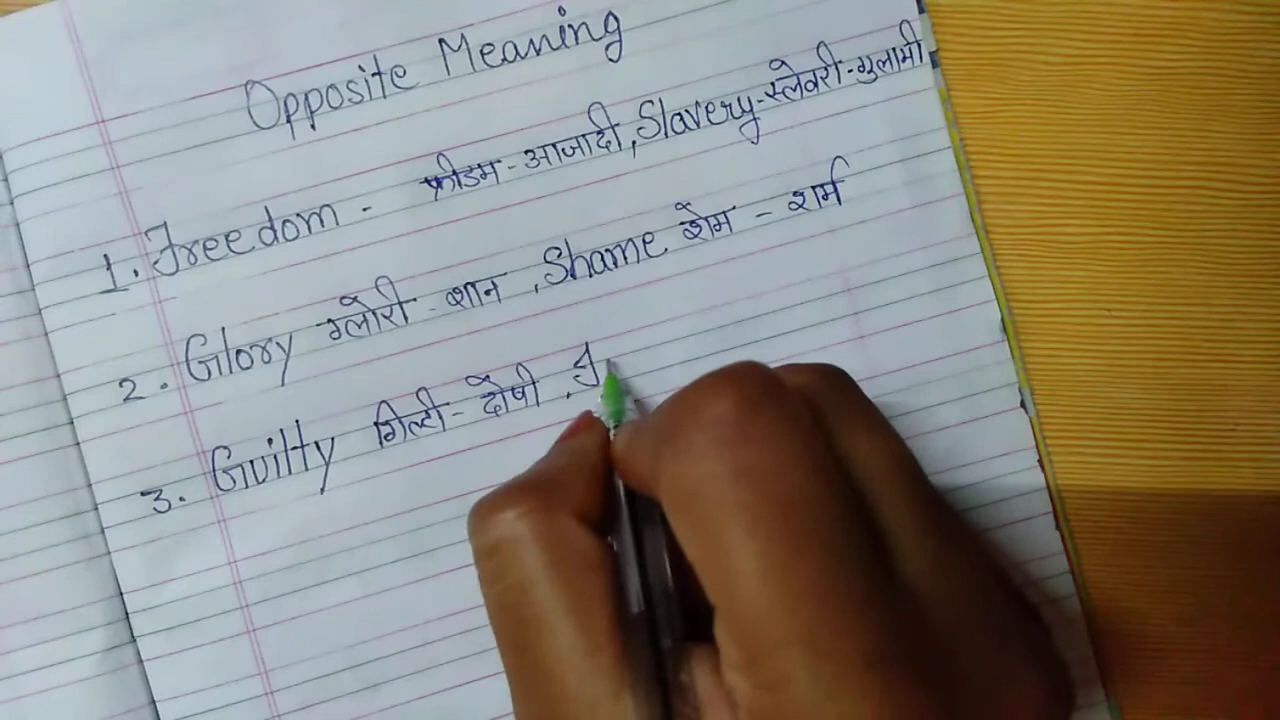 Opposite Meaning
1. Freedom - फ्रीडम - आजादी, Slavery - स्लेवरी - गुलामी
2. Glory ग्लोरी - शान, Shame शेम - शर्म
3. Guilty गिल्टी - दोषी,